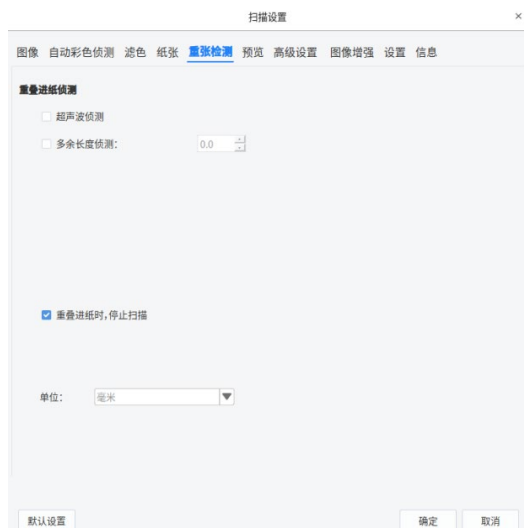 扫描设置
图像 自动彩色侦测 滤色 纸张 重张检测 预览 高级设置 图像增强 设置 信息
重叠进纸侦测
超声波侦测
多余长度侦测: 0.0
重叠进纸时,停止扫描
单位: 毫米
默认设置 确定 取消